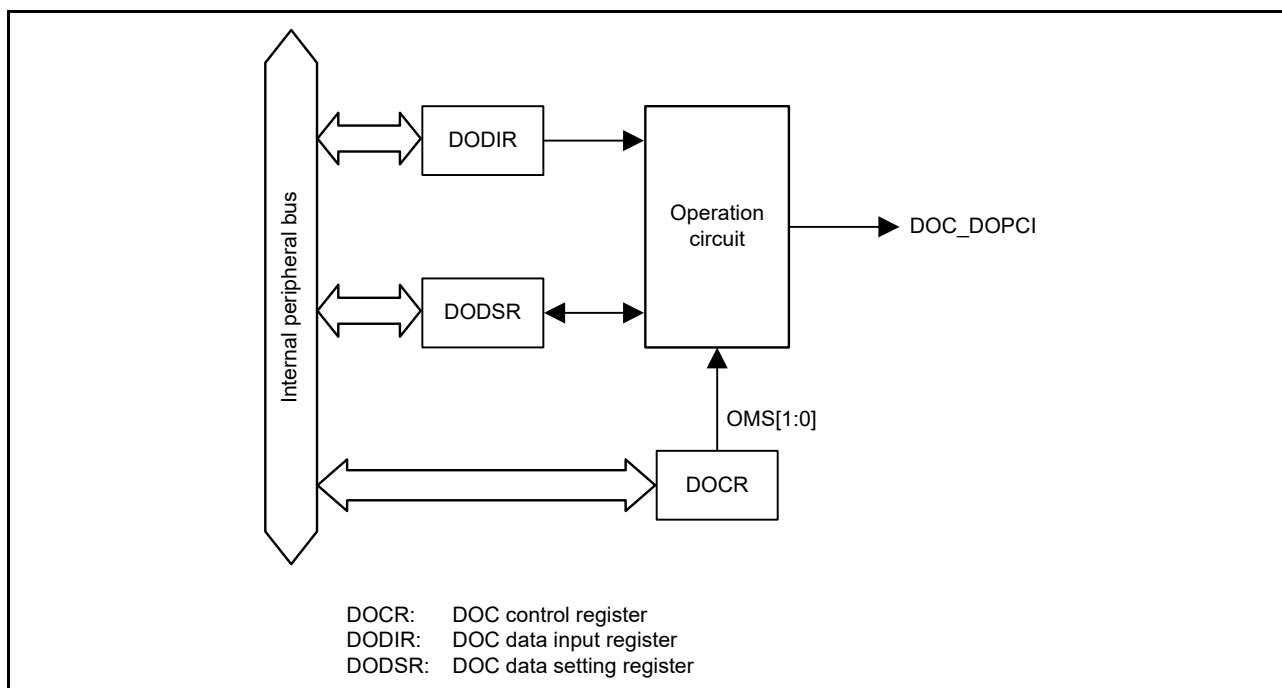 Internal peripheral bus
DODIR
Operation
circuit
DOC_DOPCI
DODSR
OMS[1:0]
DOCR
DOCR: DOC control register
DODIR: DOC data input register
DODSR: DOC data setting register